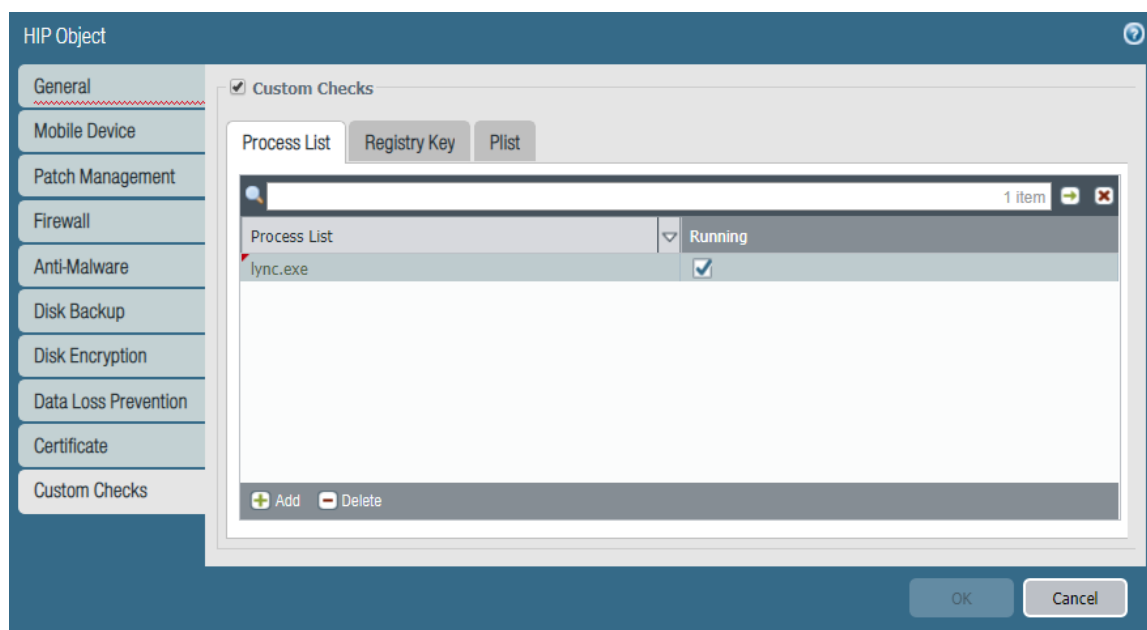 HIP Object
General
Mobile Device
Patch Management
Firewall
Anti-Malware
Disk Backup
Disk Encryption
Data Loss Prevention
Certificate
Custom Checks
Custom Checks
Process List Registry Key Plist
1 item
Process List Running
lync.exe
Add Delete
OK Cancel